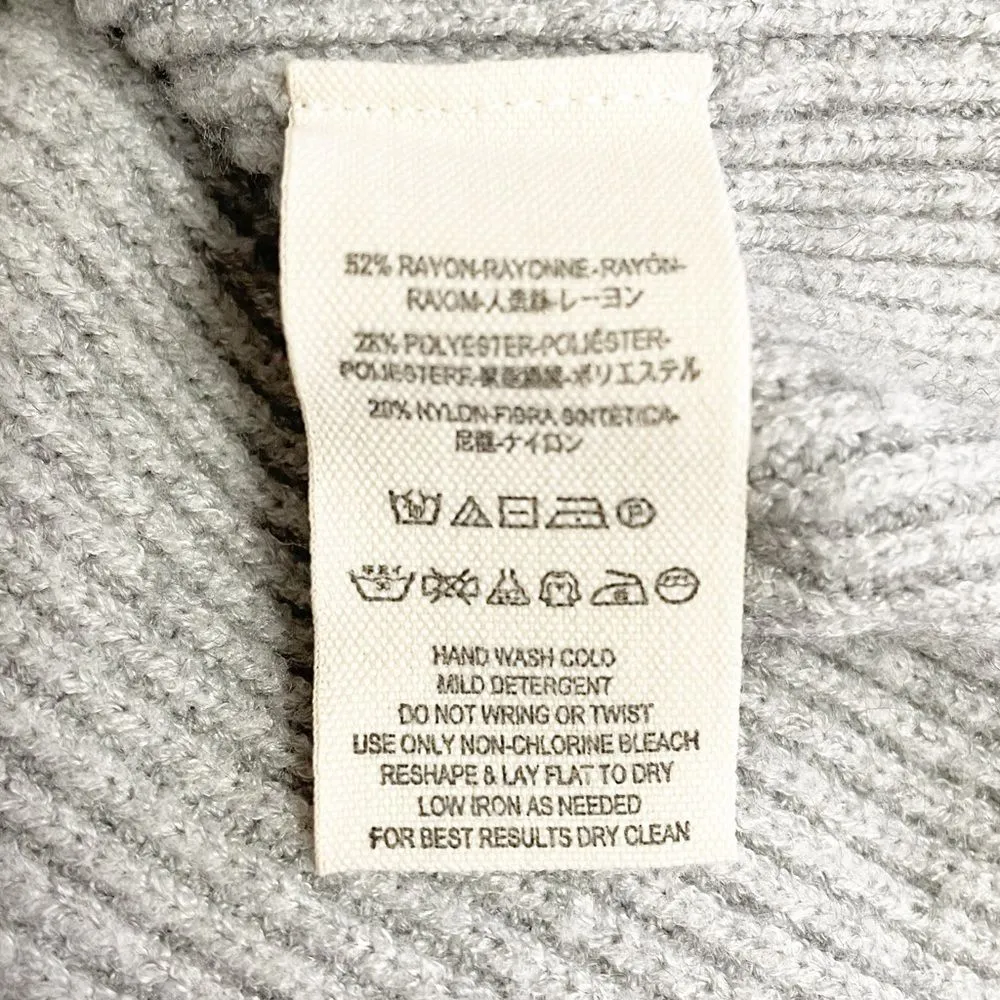 52% RAYON-RAYONNE-RAYÓN-
RAIOM-人造絲-レーヨン
28% POLYESTER-POLIÉSTER-
POLIESTERE-聚酯纖維-ポリエステル
20% NYLON-FIBRA SINTETICA-
尼龍-ナイロン
HAND WASH COLD
MILD DETERGENT
DO NOT WRING OR TWIST
USE ONLY NON-CHLORINE BLEACH
RESHAPE & LAY FLAT TO DRY
LOW IRON AS NEEDED
FOR BEST RESULTS DRY CLEAN